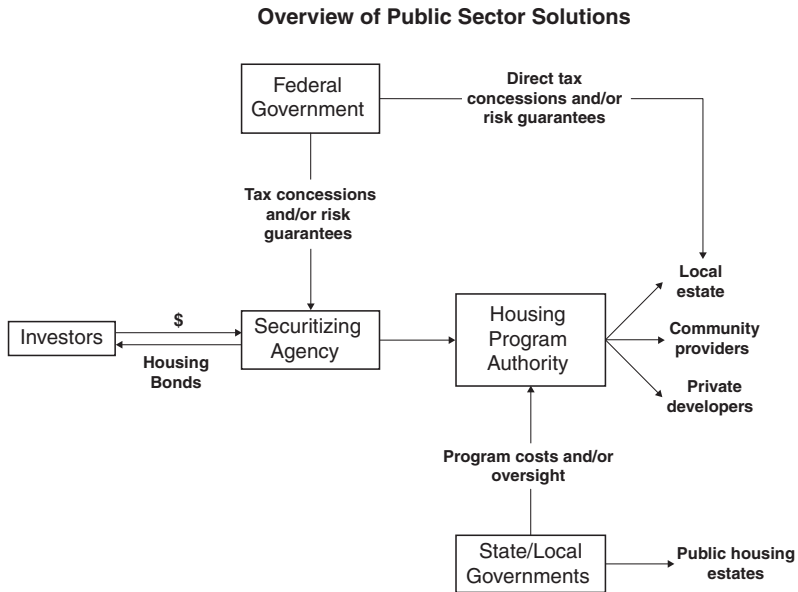 Overview of Public Sector Solutions
Federal
Government
Direct tax
concessions and/or
risk guarantees
Tax concessions
and/or risk
guarantees
Local
estate
Investors
$
Housing
Bonds
Securitizing
Agency
Housing
Program
Authority
Community
providers
Private
developers
Program costs and/or
oversight
State/Local
Governments
Public housing
estates